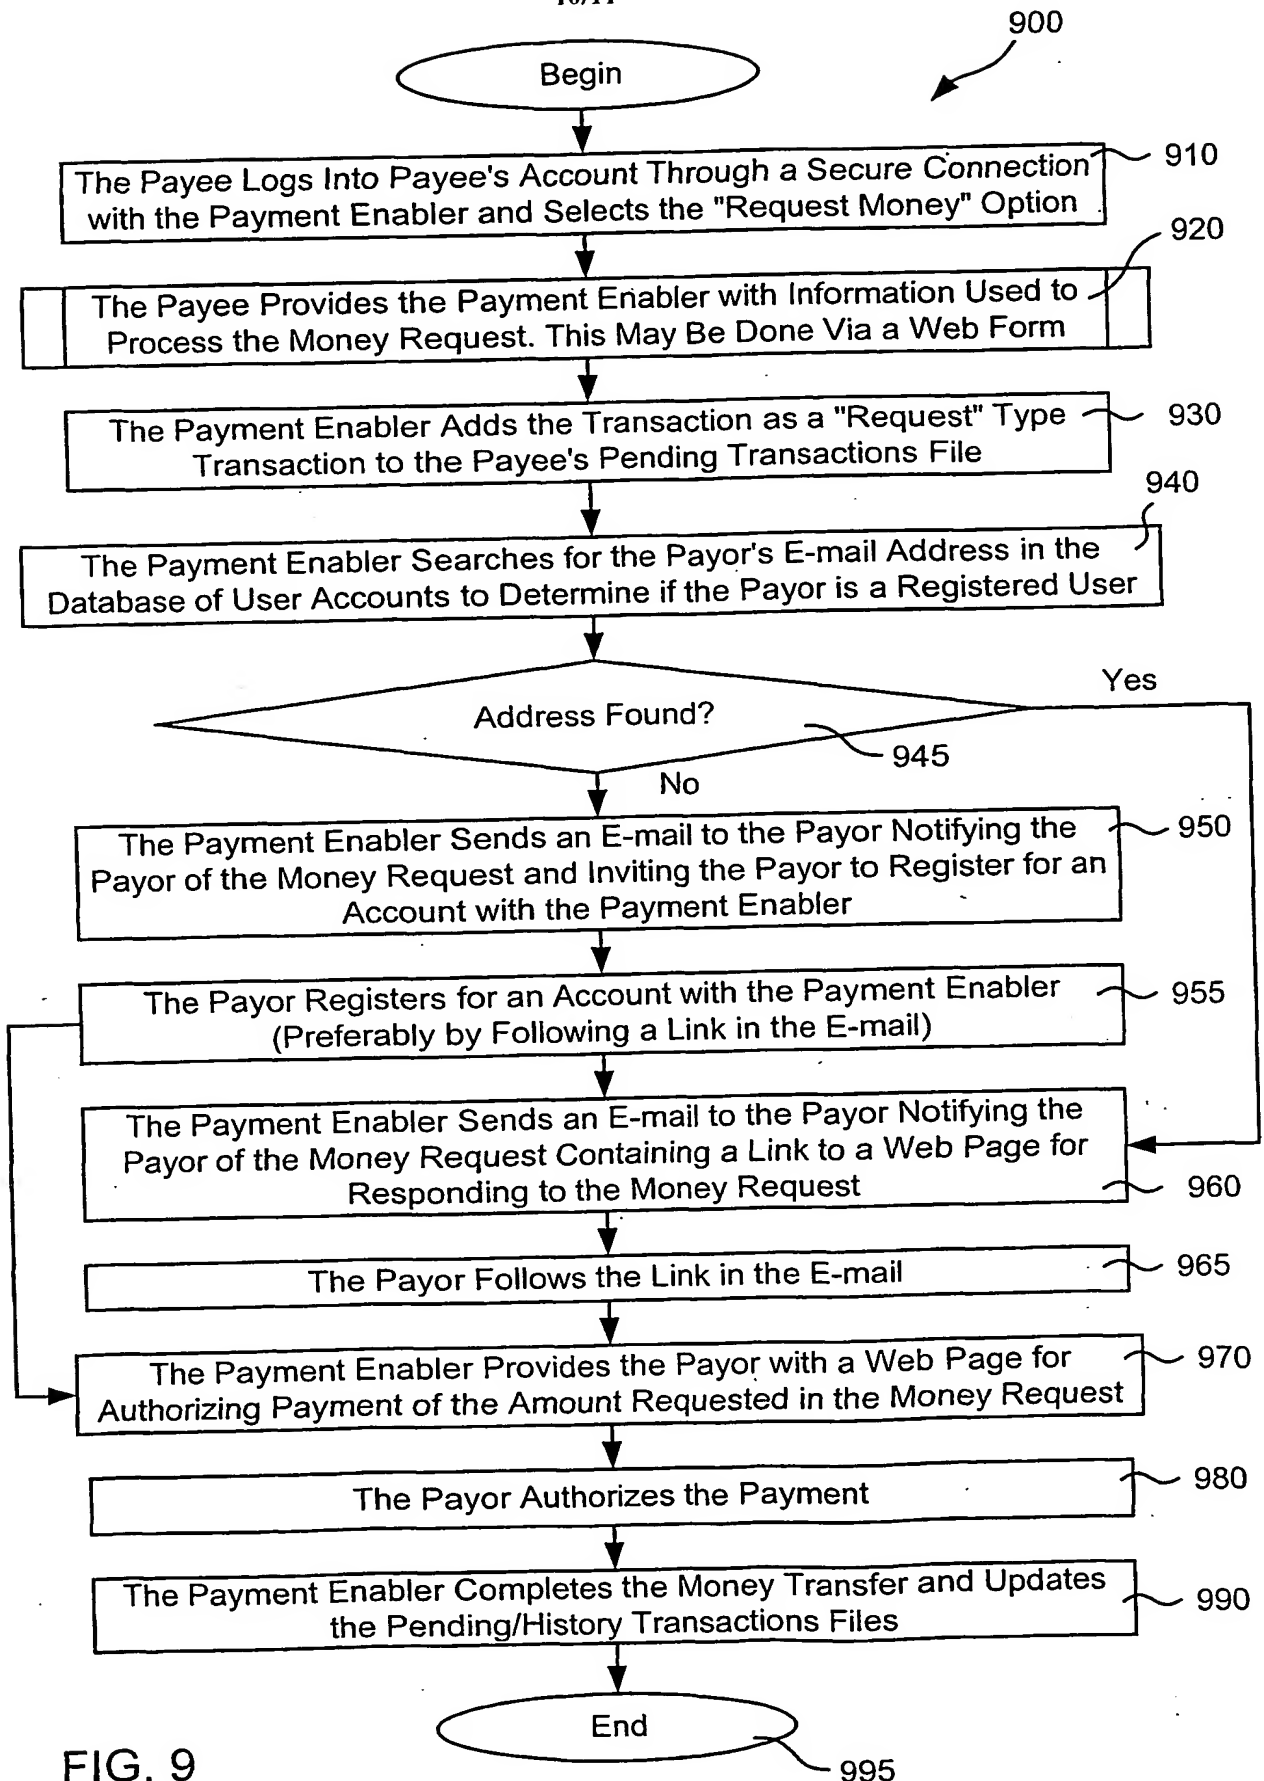 900
Begin
The Payee Logs Into Payee's Account Through a Secure Connection
with the Payment Enabler and Selects the "Request Money" Option
910
920
The Payee Provides the Payment Enabler with Information Used to
Process the Money Request. This May Be Done Via a Web Form
The Payment Enabler Adds the Transaction as a "Request" Type
Transaction to the Payee's Pending Transactions File
930
940
The Payment Enabler Searches for the Payor's E-mail Address in the
Database of User Accounts to Determine if the Payor is a Registered User
Yes
Address Found?
945
No
The Payment Enabler Sends an E-mail to the Payor Notifying the
Payor of the Money Request and Inviting the Payor to Register for an
Account with the Payment Enabler
950
The Payor Registers for an Account with the Payment Enabler
(Preferably by Following a Link in the E-mail)
955
The Payment Enabler Sends an E-mail to the Payor Notifying the
Payor of the Money Request Containing a Link to a Web Page for
Responding to the Money Request
960
The Payor Follows the Link in the E-mail
965
The Payment Enabler Provides the Payor with a Web Page for
Authorizing Payment of the Amount Requested in the Money Request
970
The Payor Authorizes the Payment
980
The Payment Enabler Completes the Money Transfer and Updates
the Pending/History Transactions Files
990
End
995
FIG. 9